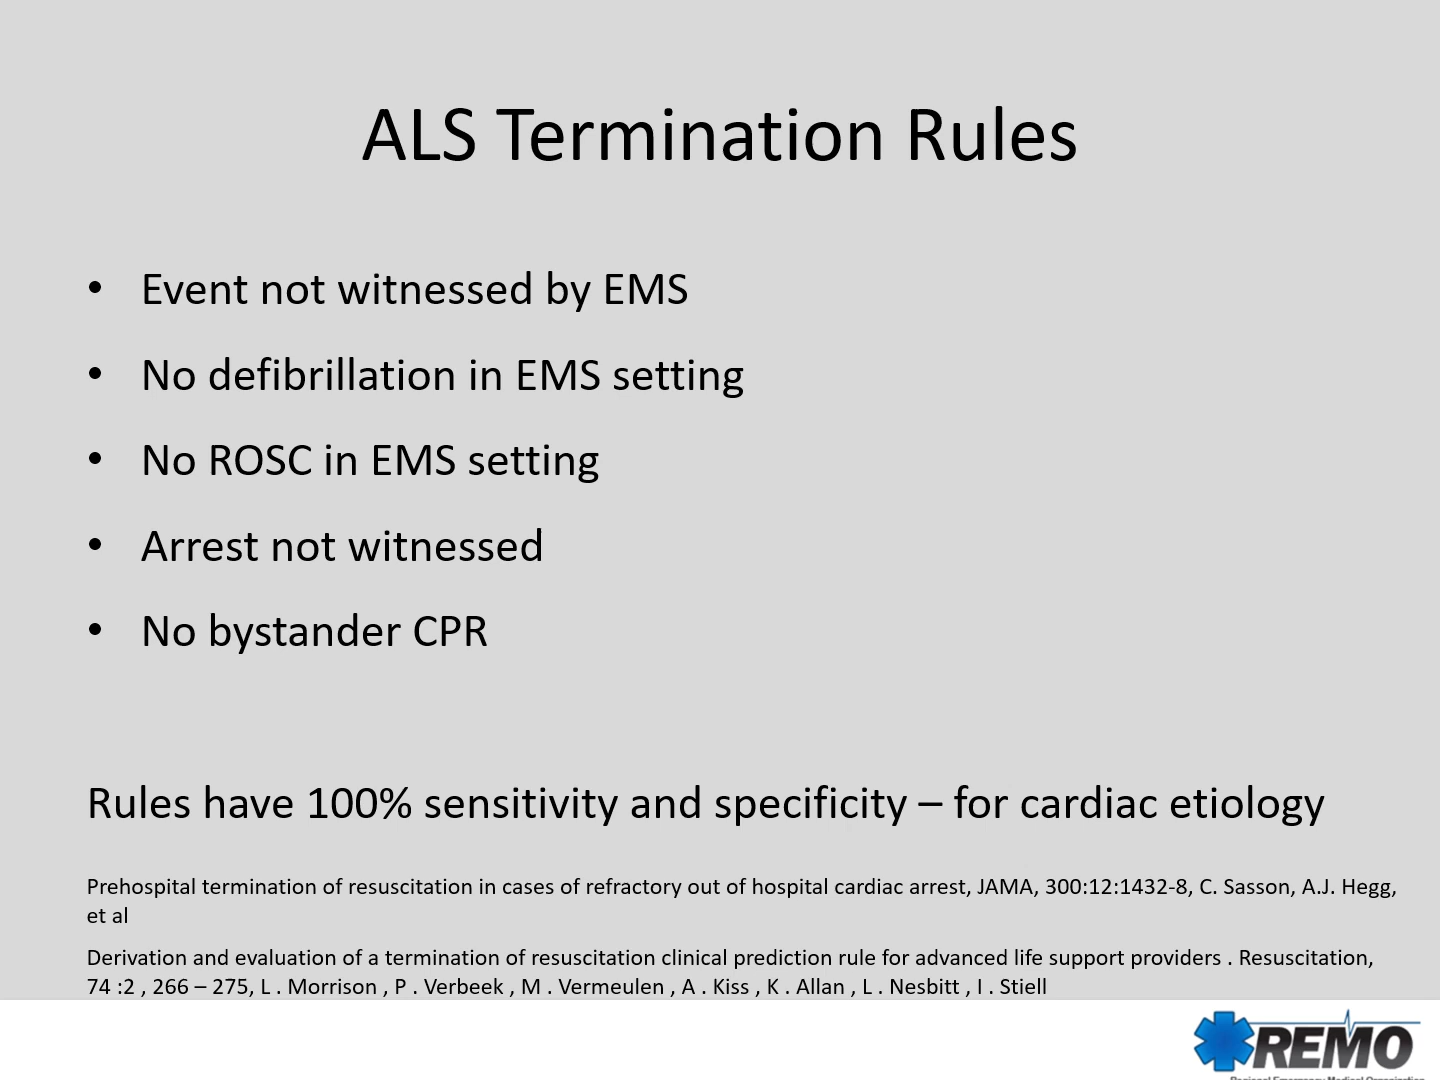 ALS Termination Rules
• Event not witnessed by EMS
• No defibrillation in EMS setting
• No ROSC in EMS setting
• Arrest not witnessed
• No bystander CPR
Rules have 100% sensitivity and specificity – for cardiac etiology
Prehospital termination of resuscitation in cases of refractory out of hospital cardiac arrest, JAMA, 300:12:1432-8, C. Sasson, A.J. Hegg,
et al
Derivation and evaluation of a termination of resuscitation clinical prediction rule for advanced life support providers . Resuscitation,
74 :2 , 266 – 275, L . Morrison , P . Verbeek , M . Vermeulen , A . Kiss , K . Allan , L . Nesbitt , I . Stiell
REMO
Regional Emergency Medical Organization